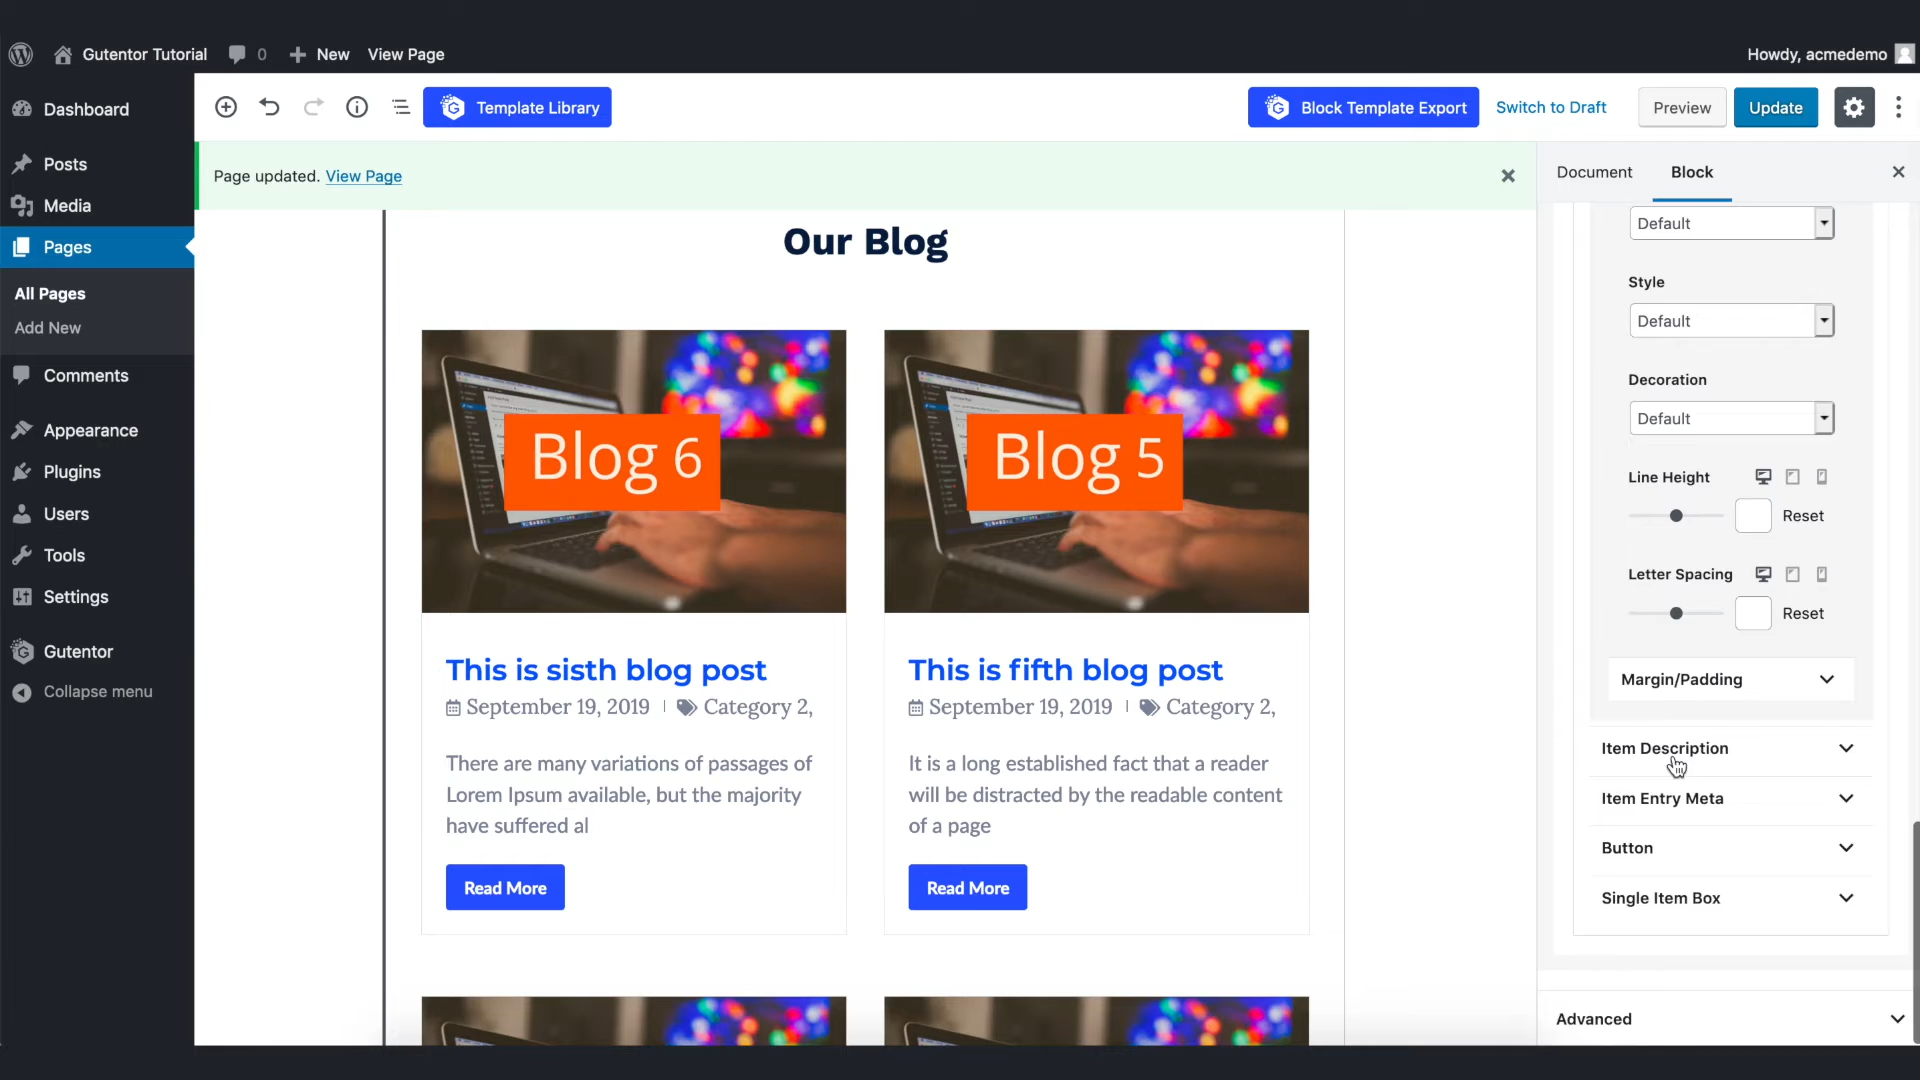 Gutentor Tutorial 0 New View Page Howdy, acmedemo
Dashboard
Posts
Media
Pages
All Pages
Add New
Comments
Appearance
Plugins
Users
Tools
Settings
Gutentor
Collapse menu
Template Library Block Template Export Switch to Draft Preview Update
Page updated. View Page
Our Blog
Blog 6
This is sisth blog post
September 19, 2019 Category 2,
There are many variations of passages of
Lorem Ipsum available, but the majority
have suffered al
Read More
Blog 5
This is fifth blog post
September 19, 2019 Category 2,
It is a long established fact that a reader
will be distracted by the readable content
of a page
Read More
Document Block
Default
Style
Default
Decoration
Default
Line Height
Reset
Letter Spacing
Reset
Margin/Padding
Item Description
Item Entry Meta
Button
Single Item Box
Advanced